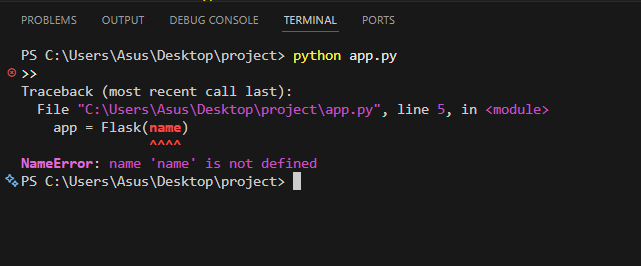 PROBLEMS OUTPUT DEBUG CONSOLE TERMINAL PORTS
PS C:\Users\Asus\Desktop\project> python app.py
>>
Traceback (most recent call last):
  File "C:\Users\Asus\Desktop\project\app.py", line 5, in <module>
    app = Flask(name)
                ^^^^
NameError: name 'name' is not defined
PS C:\Users\Asus\Desktop\project>